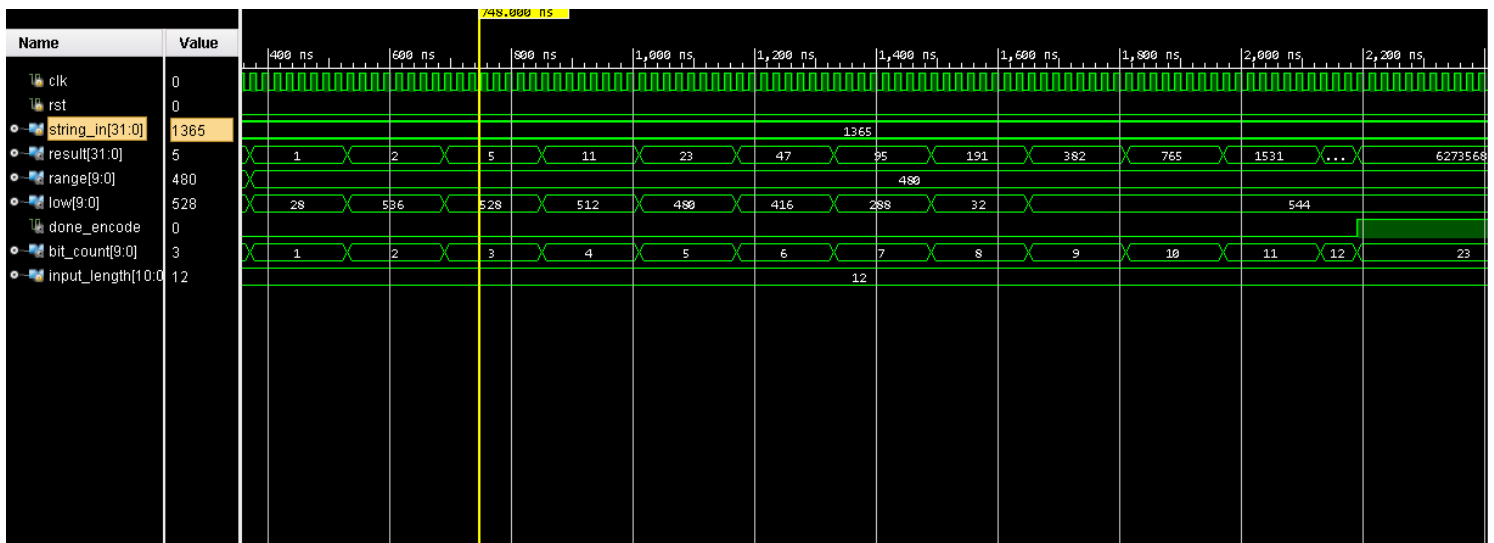 748.000 ns
Name Value
400 ns 600 ns 800 ns 1,000 ns 1,200 ns 1,400 ns 1,600 ns 1,800 ns 2,000 ns 2,200 ns
clk 0
rst 0
string_in[31:0] 1365 1365
result[31:0] 5 1 2 5 11 23 47 95 191 382 765 1531 ... 6273568
range[9:0] 480 480
low[9:0] 528 28 536 528 512 480 416 288 32 544
done_encode 0
bit_count[9:0] 3 1 2 3 4 5 6 7 8 9 10 11 12 23
input_length[10:0 12 12